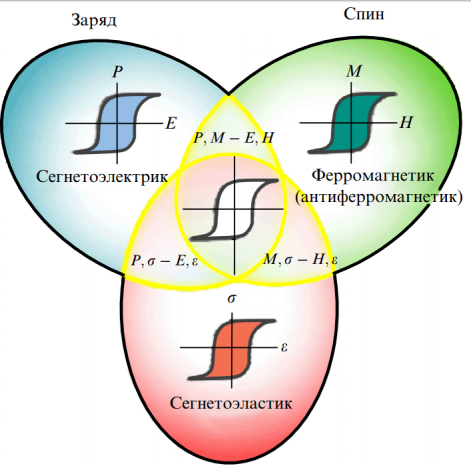 Заряд
Спин
P
M
E
H
P, M − E, H
Сегнетоэлектрик
Ферромагнетик
(антиферромагнетик)
P, σ − E, ε
M, σ − H, ε
σ
ε
Сегнетоэластик